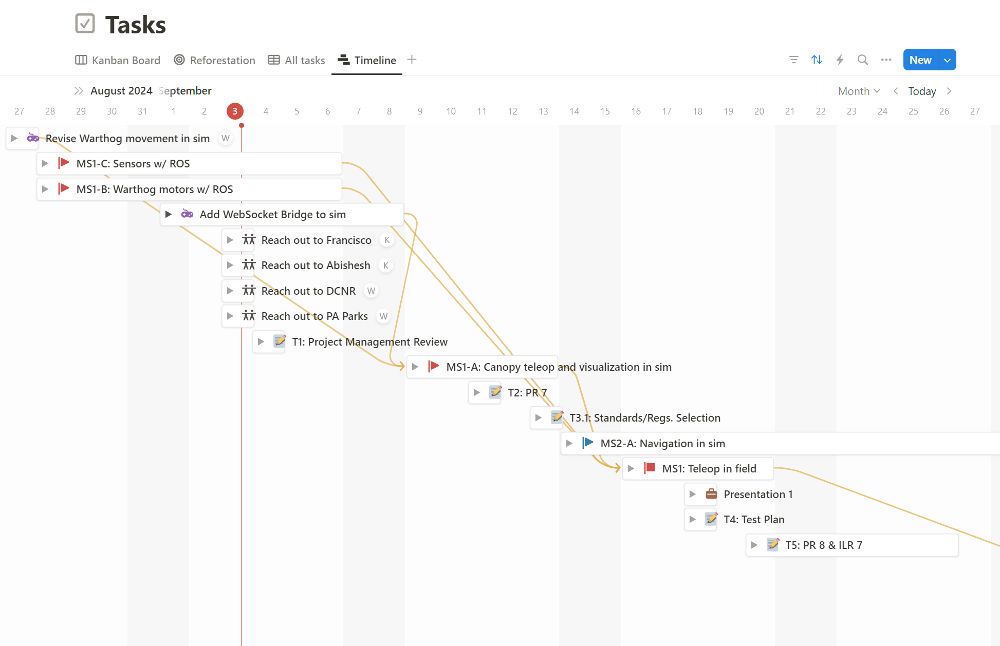 Tasks
Kanban Board Reforestation All tasks Timeline New
August 2024 September Month Today
27 28 29 30 31 1 2 3 4 5 6 7 8 9 10 11 12 13 14 15 16 17 18 19 20 21 22 23 24 25 26 27
Revise Warthog movement in sim W
MS1-C: Sensors w/ ROS
MS1-B: Warthog motors w/ ROS
Add WebSocket Bridge to sim
Reach out to Francisco K
Reach out to Abishesh K
Reach out to DCNR W
Reach out to PA Parks W
T1: Project Management Review
MS1-A: Canopy teleop and visualization in sim
T2: PR 7
T3.1: Standards/Regs. Selection
MS2-A: Navigation in sim
MS1: Teleop in field
Presentation 1
T4: Test Plan
T5: PR 8 & ILR 7